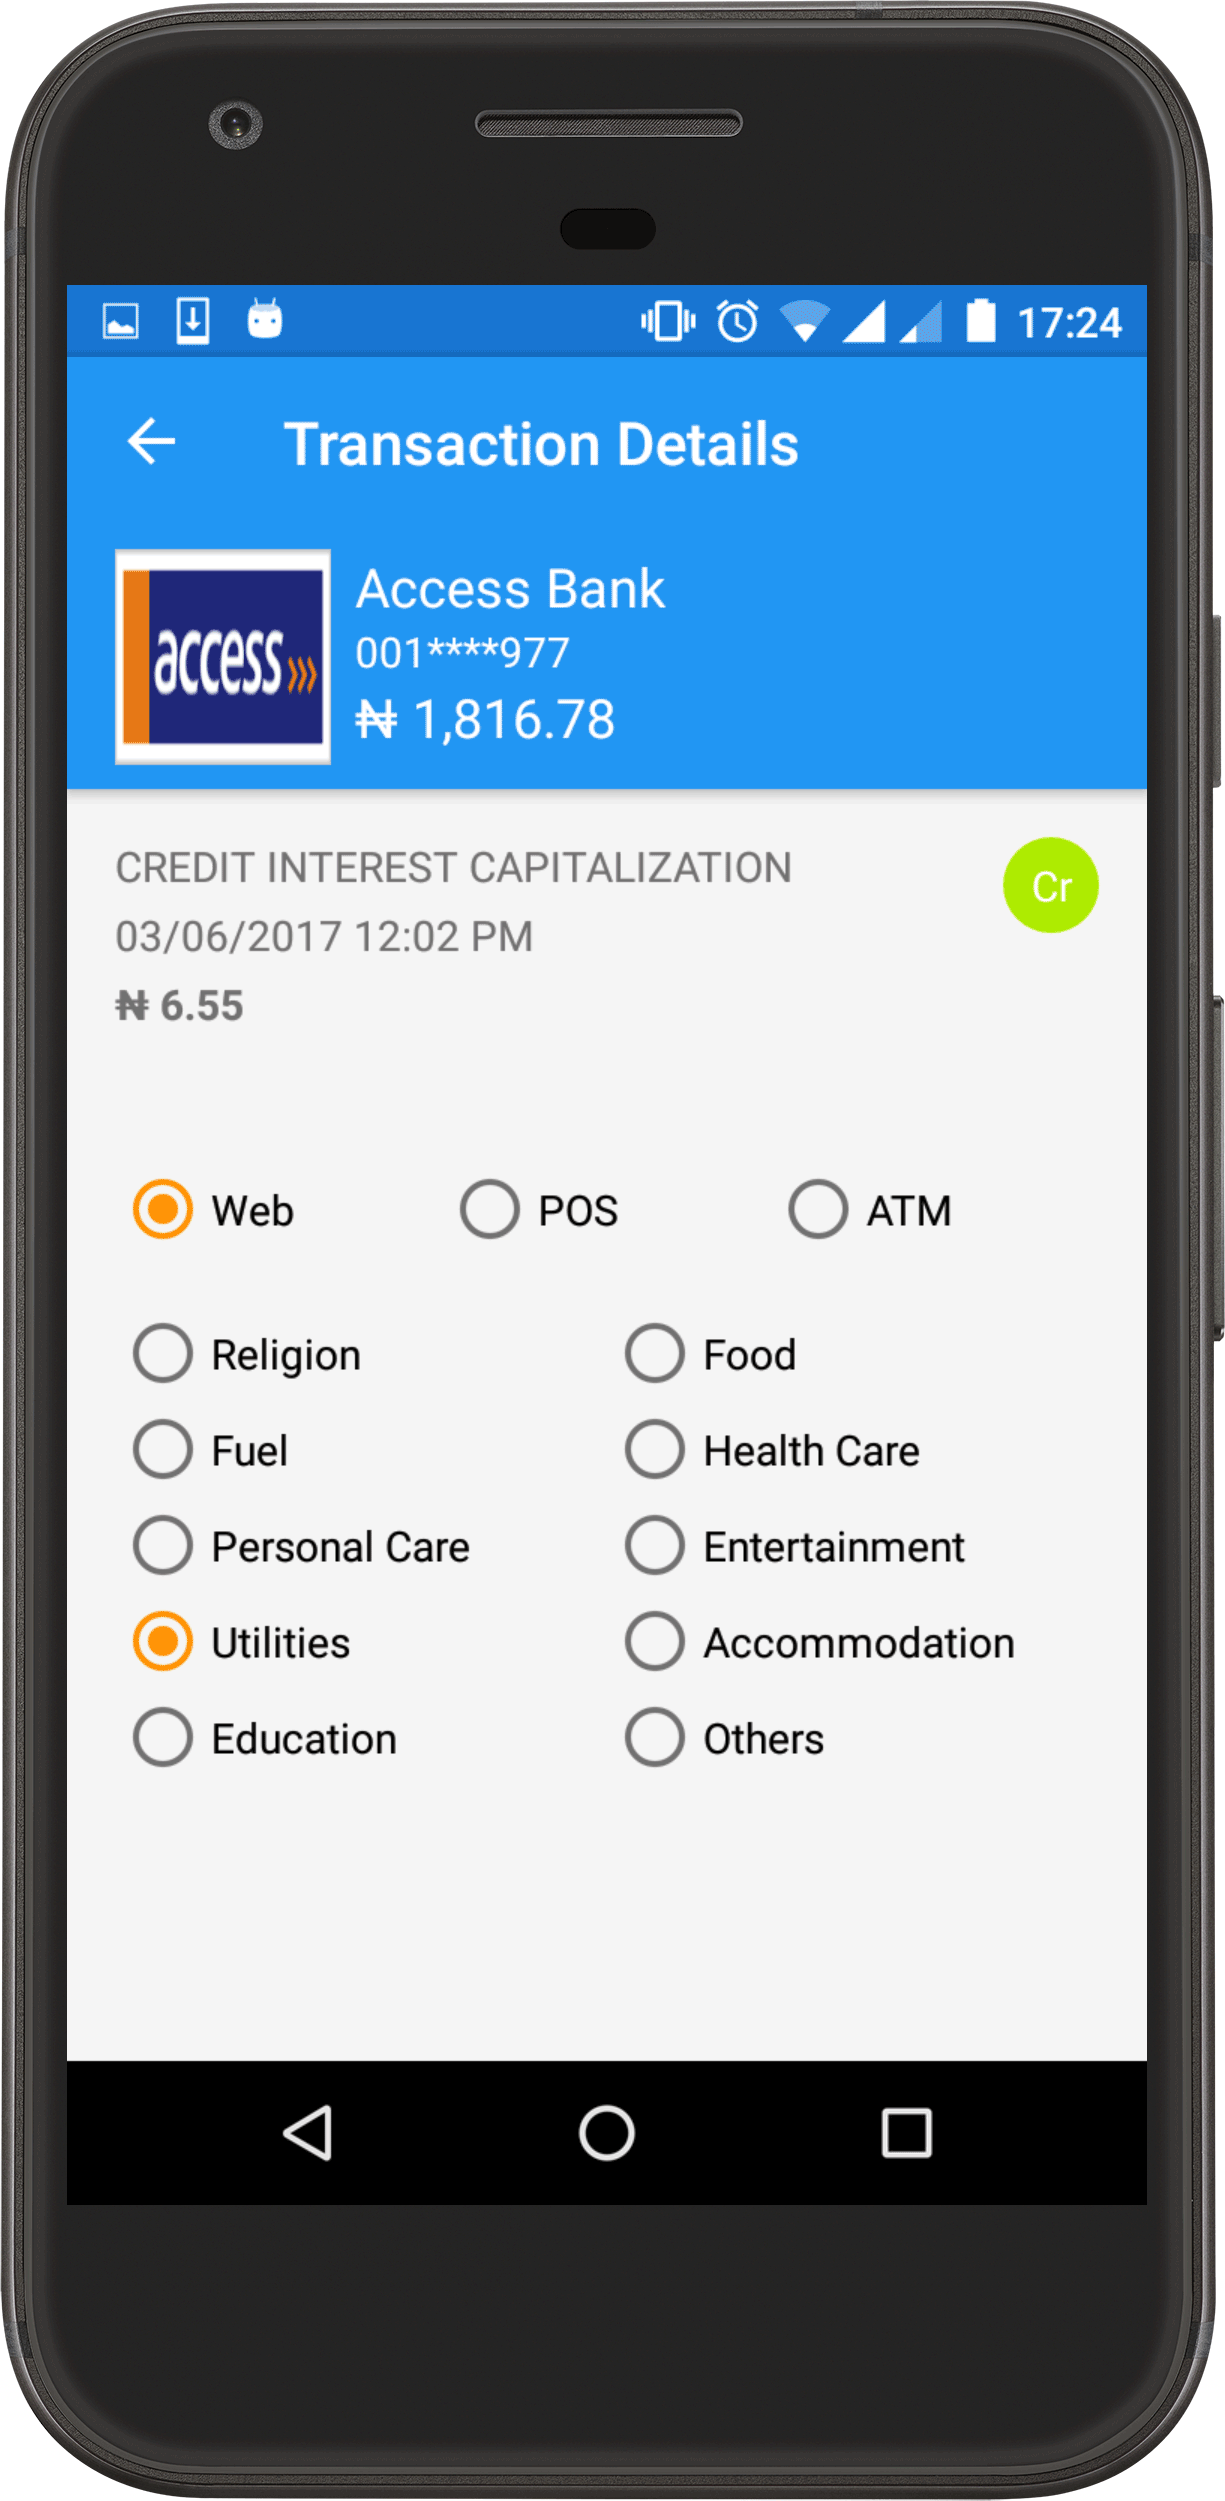 17:24
Transaction Details
access
Access Bank
001****977
₦ 1,816.78
CREDIT INTEREST CAPITALIZATION
Cr
03/06/2017 12:02 PM
₦ 6.55
Web POS ATM
Religion Food
Fuel Health Care
Personal Care Entertainment
Utilities Accommodation
Education Others